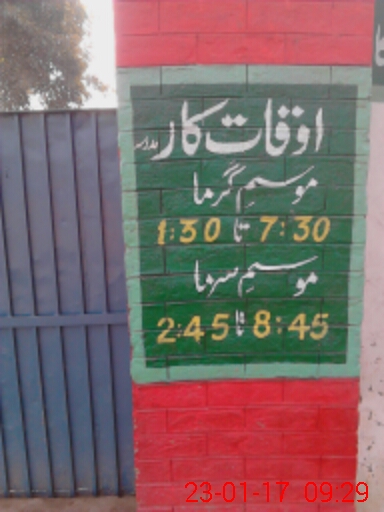 اوقات کار مدرسہ
موسمِ گرما
7:30 تا 1:30
موسمِ سرما
8:45 تا 2:45
23-01-17 09:29